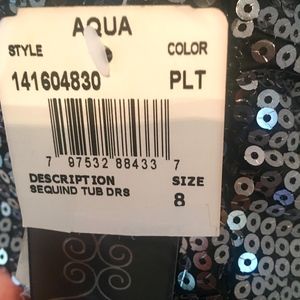 AQUA
STYLE COLOR
141604830 PLT
7 97532 88433 7
DESCRIPTION SIZE
SEQUIND TUB DRS 8